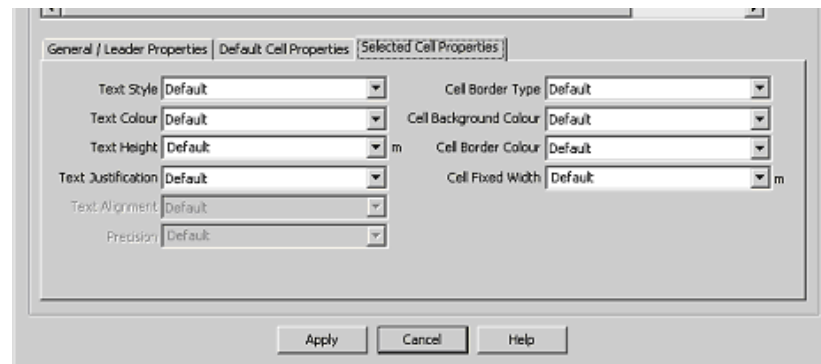 General / Leader Properties Default Cell Properties Selected Cell Properties
Text Style Default Cell Border Type Default
Text Colour Default Cell Background Colour Default
Text Height Default m Cell Border Colour Default
Text Justification Default Cell Fixed Width Default m
Text Alignment Default
Precision Default
Apply Cancel Help